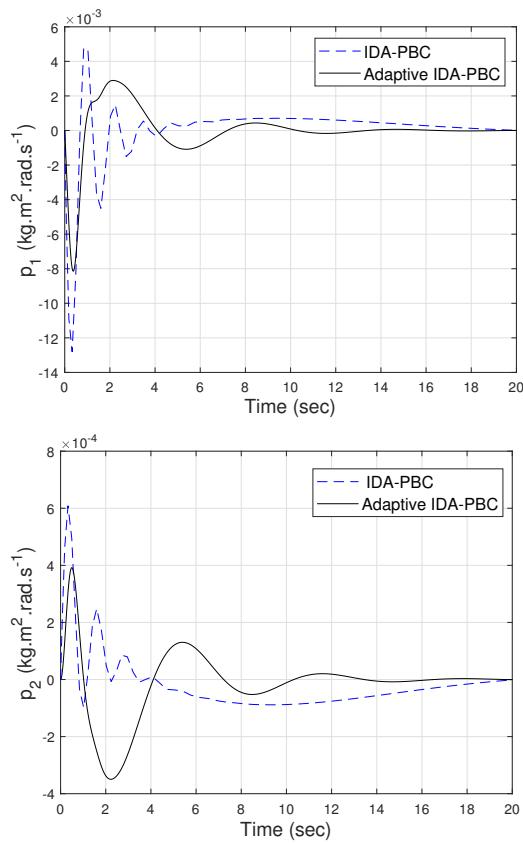 ×10⁻³
IDA-PBC
Adaptive IDA-PBC
6
4
2
0
-2
-4
-6
-8
-10
-12
-14
p₁ (kg.m².rad.s⁻¹)
0 2 4 6 8 10 12 14 16 18 20
Time (sec)
×10⁻⁴
IDA-PBC
Adaptive IDA-PBC
8
6
4
2
0
-2
-4
p₂ (kg.m².rad.s⁻¹)
0 2 4 6 8 10 12 14 16 18 20
Time (sec)